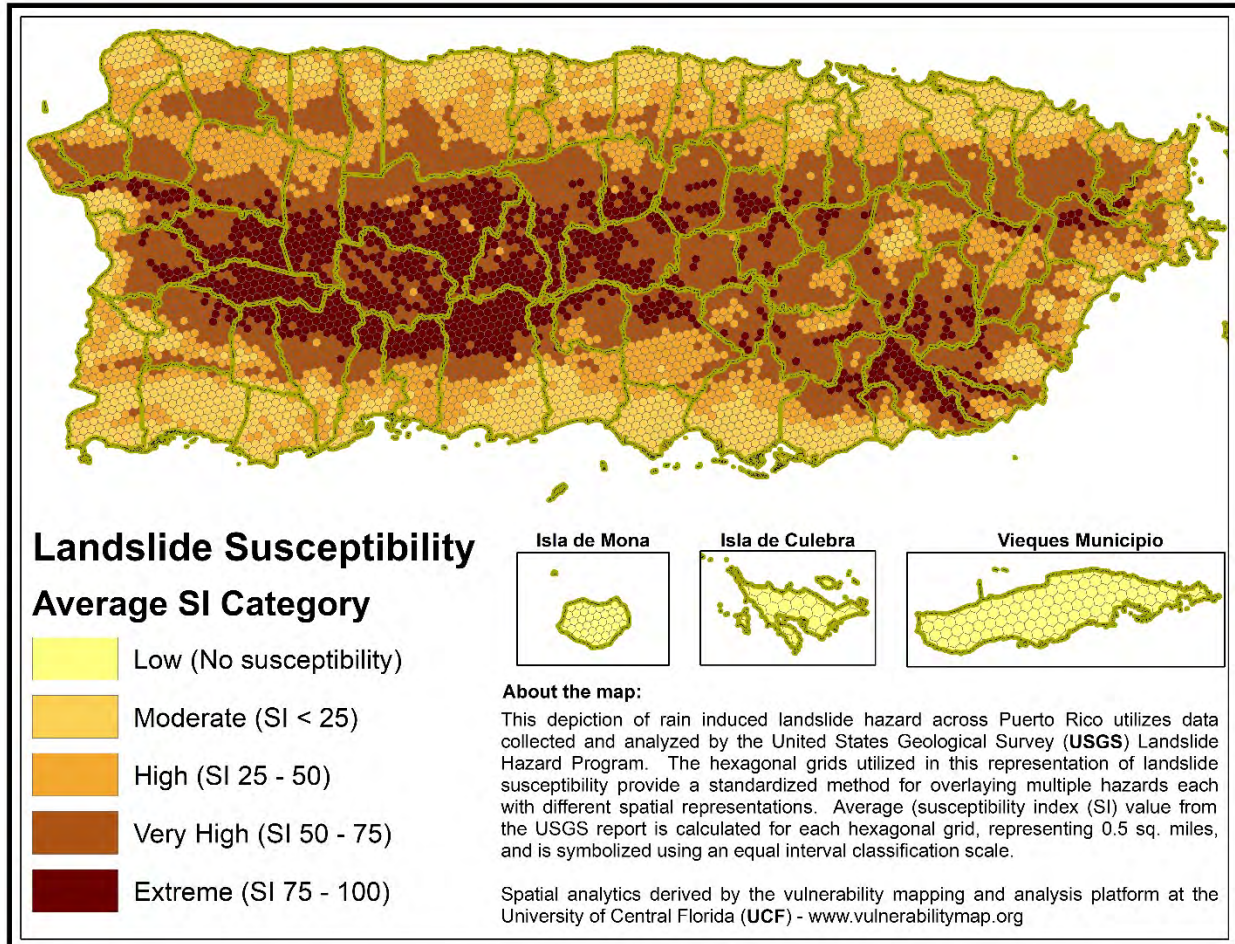 Landslide Susceptibility
Average SI Category
Low (No susceptibility)
Moderate (SI < 25)
High (SI 25 - 50)
Very High (SI 50 - 75)
Extreme (SI 75 - 100)
Isla de Mona
Isla de Culebra
Vieques Municipio
About the map:
This depiction of rain induced landslide hazard across Puerto Rico utilizes data
collected and analyzed by the United States Geological Survey (USGS) Landslide
Hazard Program. The hexagonal grids utilized in this representation of landslide
susceptibility provide a standardized method for overlaying multiple hazards each
with different spatial representations. Average (susceptibility index (SI) value from
the USGS report is calculated for each hexagonal grid, representing 0.5 sq. miles,
and is symbolized using an equal interval classification scale.
Spatial analytics derived by the vulnerability mapping and analysis platform at the
University of Central Florida (UCF) - www.vulnerabilitymap.org